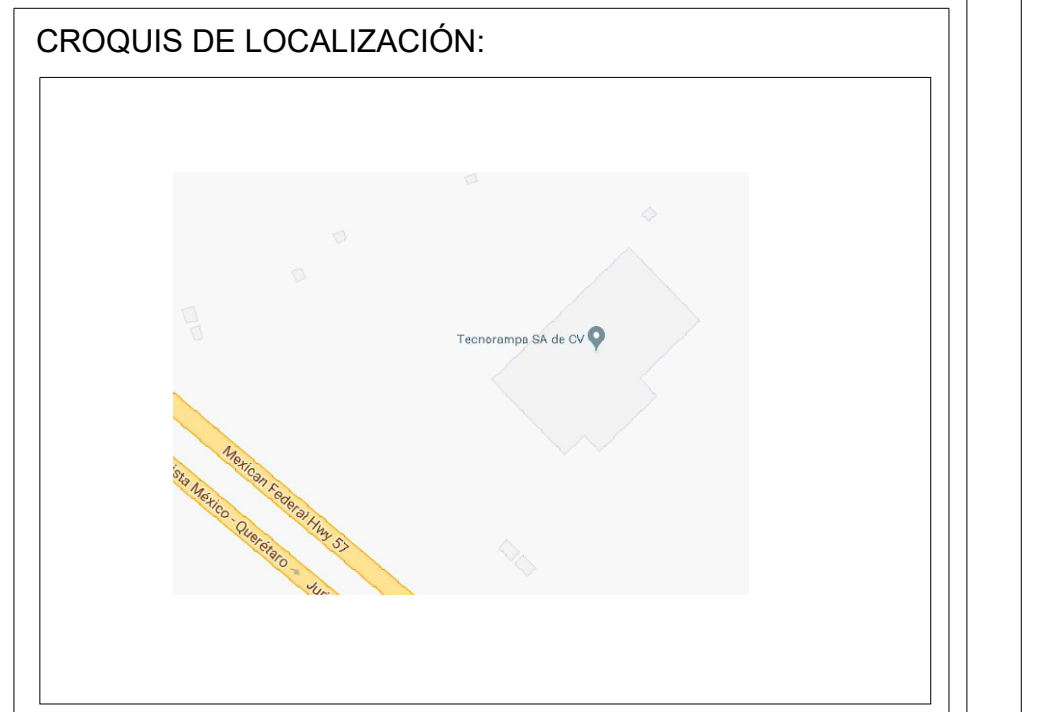 CROQUIS DE LOCALIZACIÓN:
Tecnorampa SA de CV
Mexican Federal Hwy 57
ista México - Querétaro